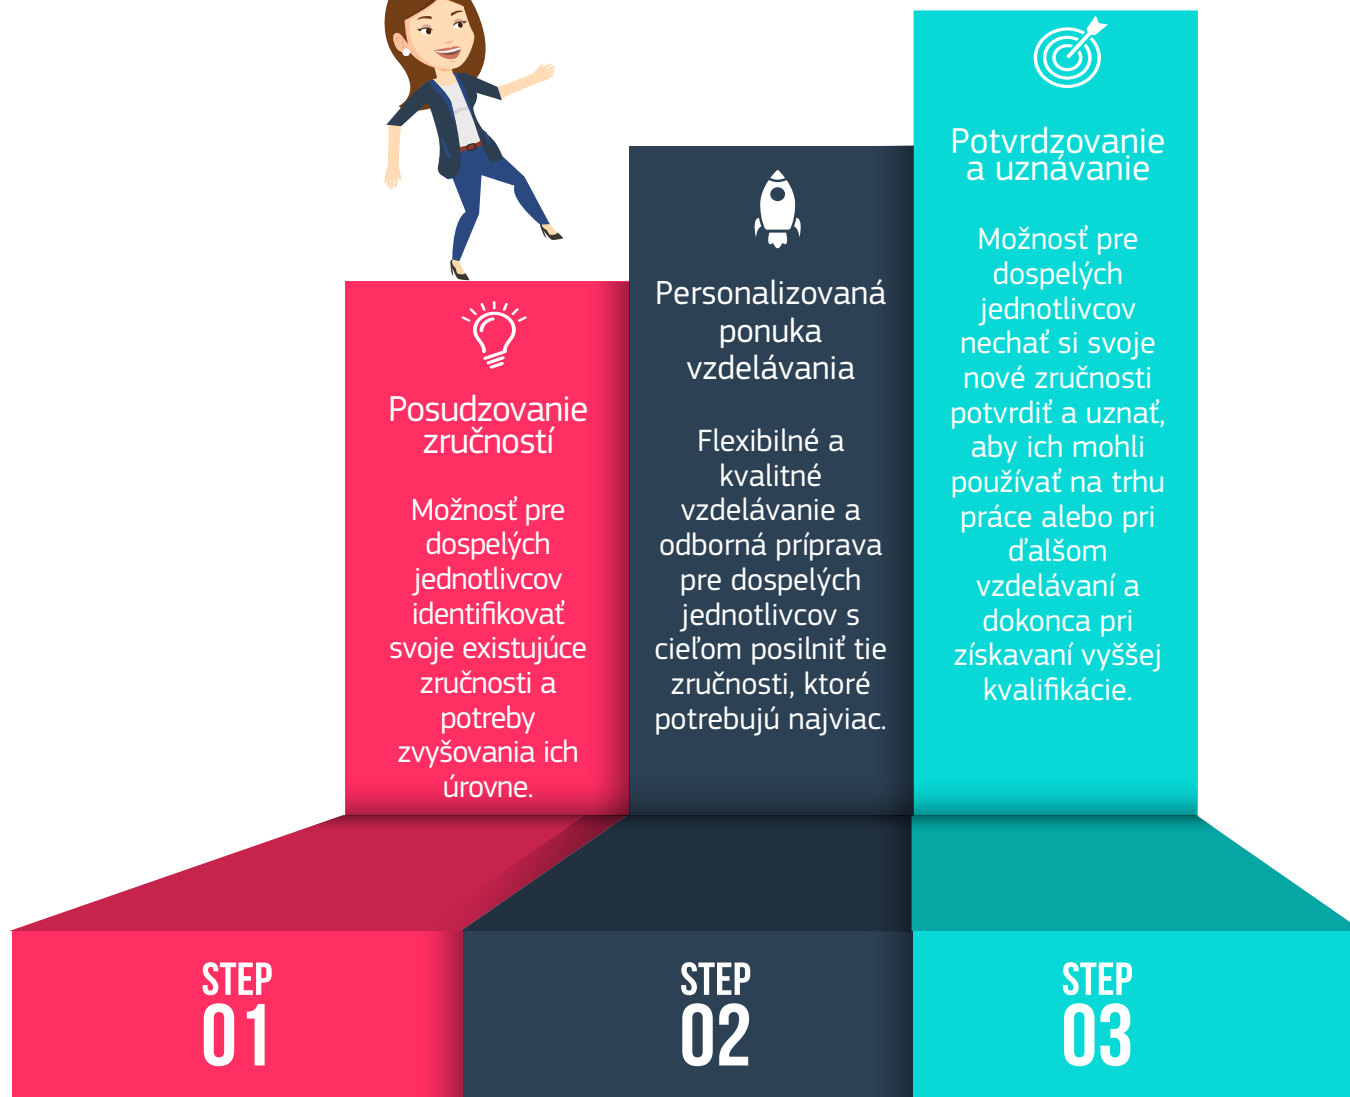 Posudzovanie
zručností
Možnosť pre
dospelých
jednotlivcov
identifikovať
svoje existujúce
zručnosti a
potreby
zvyšovania ich
úrovne.
Personalizovaná
ponuka
vzdelávania
Flexibilné a
kvalitné
vzdelávanie a
odborná príprava
pre dospelých
jednotlivcov s
cieľom posilniť tie
zručnosti, ktoré
potrebujú najviac.
Potvrdzovanie
a uznávanie
Možnosť pre
dospelých
jednotlivcov
nechať si svoje
nové zručnosti
potvrdiť a uznať,
aby ich mohli
používať na trhu
práce alebo pri
ďalšom
vzdelávaní a
dokonca pri
získavaní vyššej
kvalifikácie.
STEP
01
STEP
02
STEP
03